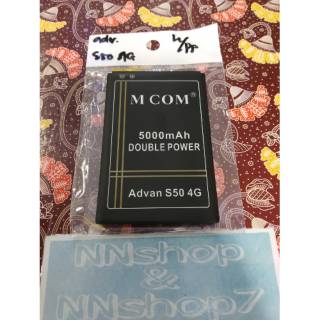 adv.
S50 4G
M COM®
5000mAh
DOUBLE POWER
Advan S50 4G
NNshop
&
NNshop7